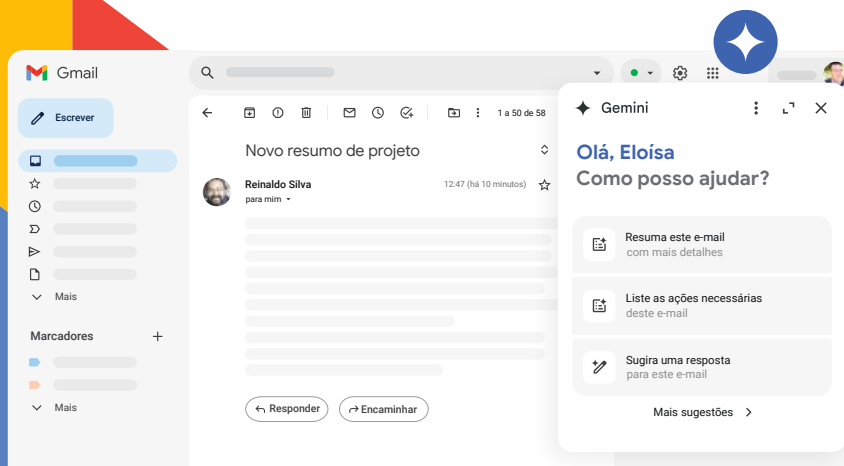 Gmail
Escrever
Mais
Marcadores
Mais
1 a 50 de 58
Novo resumo de projeto
Reinaldo Silva
12:47 (há 10 minutos)
para mim
Responder
Encaminhar
Gemini
Olá, Eloísa
Como posso ajudar?
Resuma este e-mail
com mais detalhes
Liste as ações necessárias
deste e-mail
Sugira uma resposta
para este e-mail
Mais sugestões